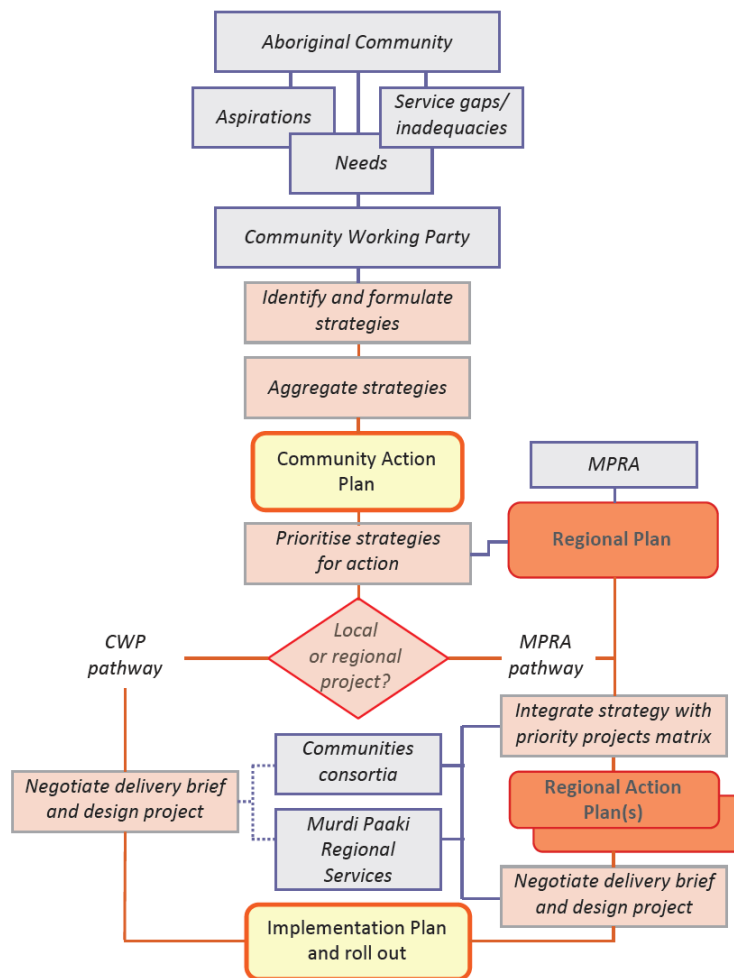 Aboriginal Community
Aspirations
Service gaps/
inadequacies
Needs
Community Working Party
Identify and formulate
strategies
Aggregate strategies
Community Action
Plan
MPRA
Prioritise strategies
for action
Regional Plan
CWP
pathway
Local
or regional
project?
MPRA
pathway
Integrate strategy with
priority projects matrix
Communities
consortia
Negotiate delivery brief
and design project
Regional Action
Plan(s)
Murdi Paaki
Regional
Services
Negotiate delivery brief
and design project
Implementation Plan
and roll out